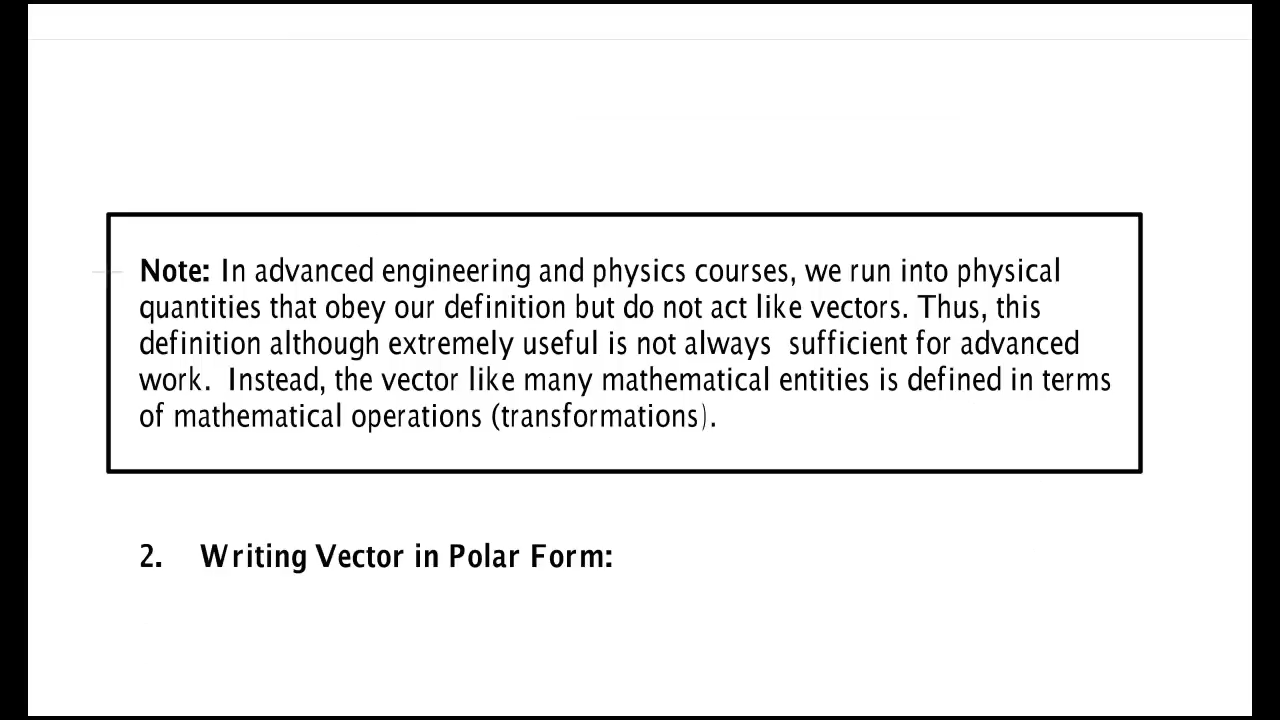 Note: In advanced engineering and physics courses, we run into physical
quantities that obey our definition but do not act like vectors. Thus, this
definition although extremely useful is not always sufficient for advanced
work. Instead, the vector like many mathematical entities is defined in terms
of mathematical operations (transformations).
2. Writing Vector in Polar Form: